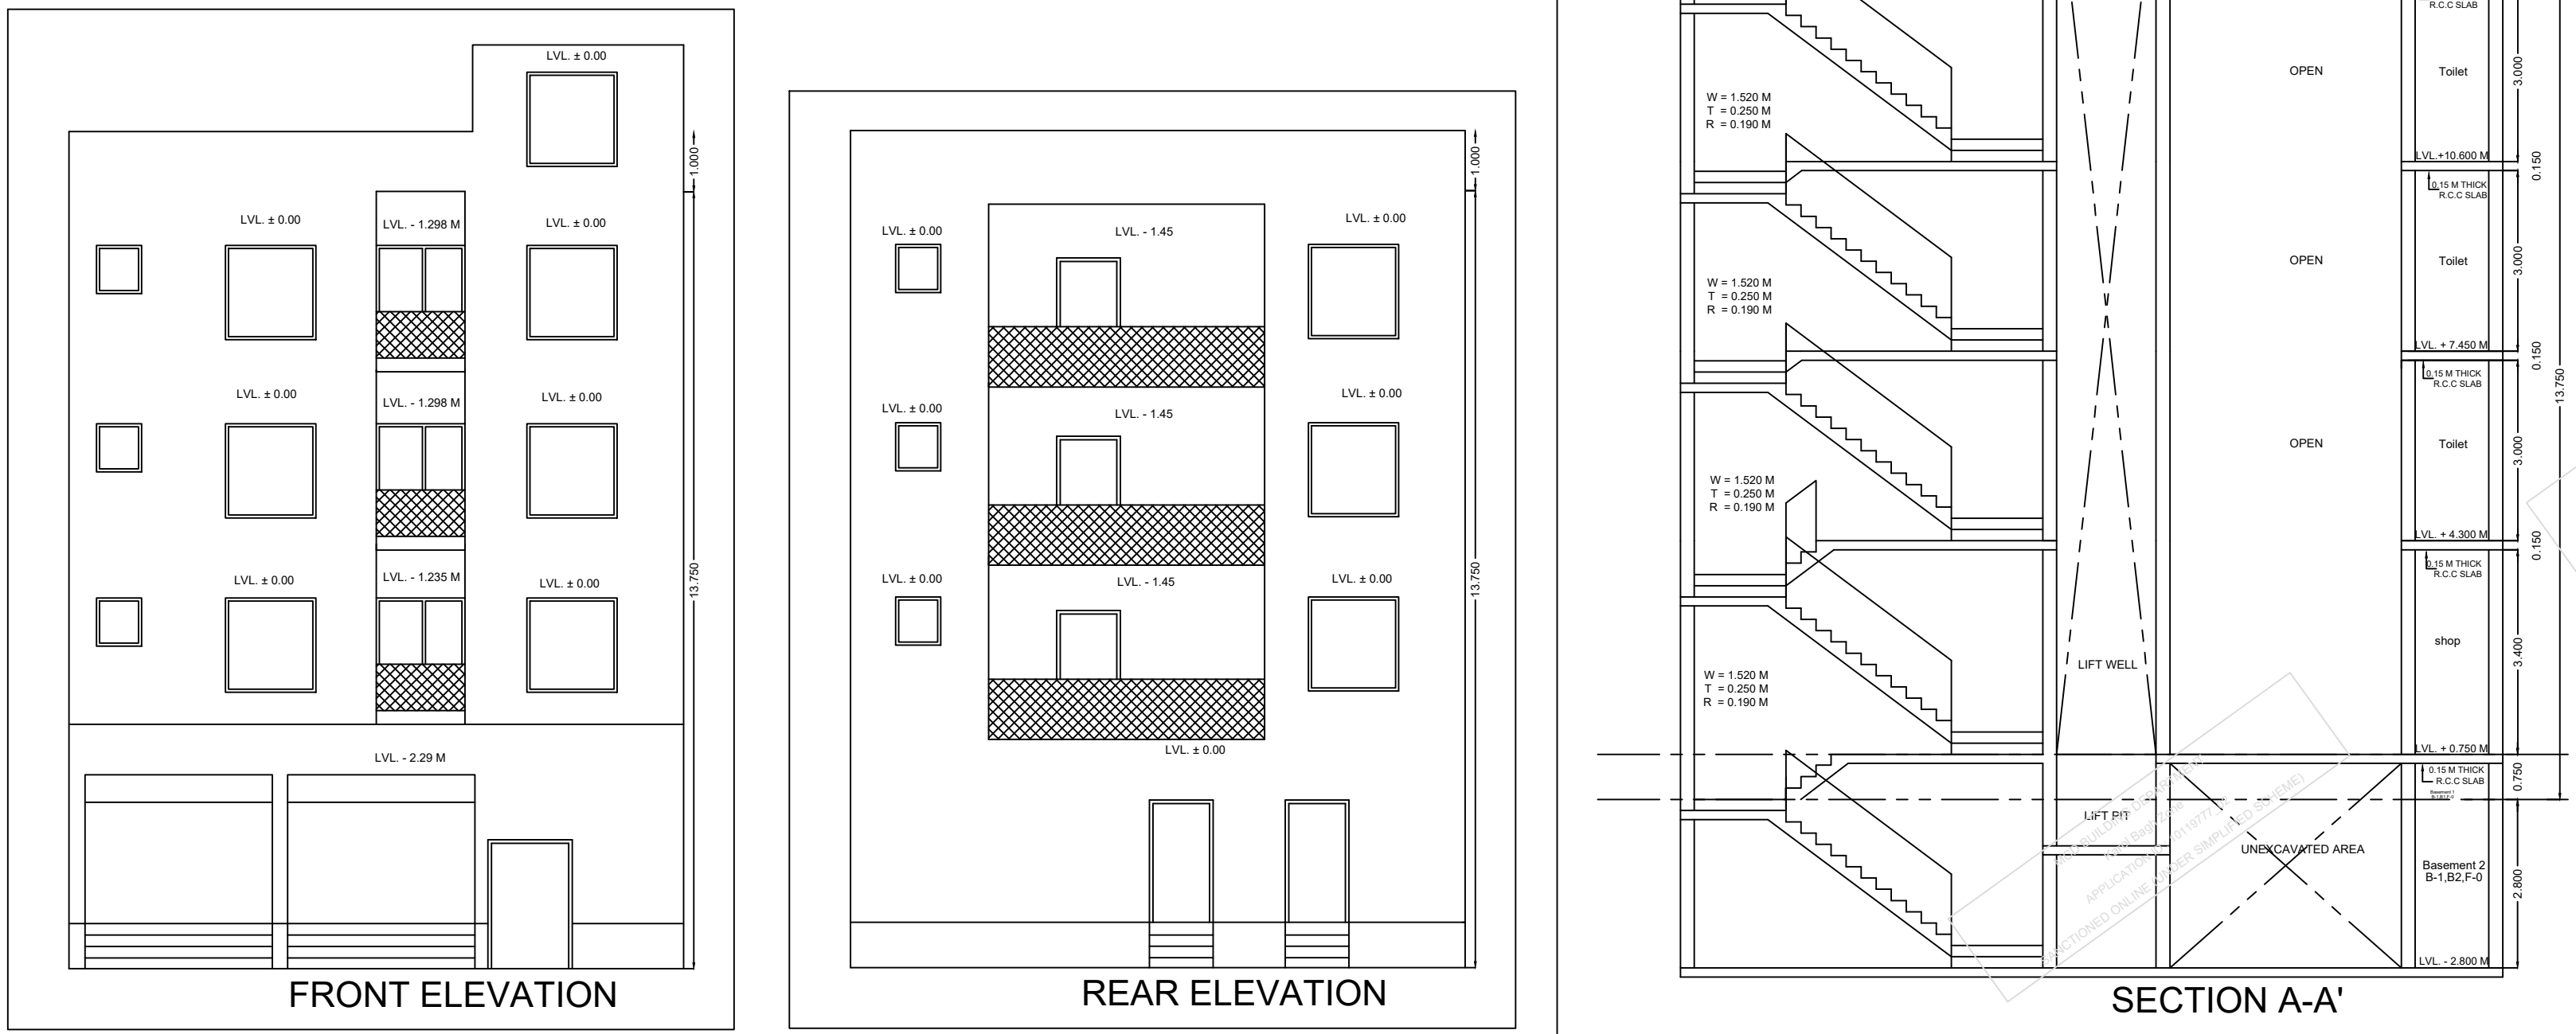 LVL. ± 0.00
LVL. ± 0.00
LVL. - 1.298 M
LVL. ± 0.00
LVL. ± 0.00
LVL. - 1.298 M
LVL. ± 0.00
LVL. ± 0.00
LVL. - 1.235 M
LVL. ± 0.00
LVL. - 2.29 M
1.000
13.750
FRONT ELEVATION
LVL. ± 0.00
LVL. - 1.45
LVL. ± 0.00
LVL. ± 0.00
LVL. - 1.45
LVL. ± 0.00
LVL. ± 0.00
LVL. - 1.45
LVL. ± 0.00
LVL. ± 0.00
1.000
13.750
REAR ELEVATION
R.C.C SLAB
W = 1.520 M
T = 0.250 M
R = 0.190 M
OPEN
Toilet
3.000
LVL.+10.600 M
0.150
0.15 M THICK
R.C.C SLAB
W = 1.520 M
T = 0.250 M
R = 0.190 M
OPEN
Toilet
3.000
LVL. + 7.450 M
0.150
0.15 M THICK
R.C.C SLAB
13.750
W = 1.520 M
T = 0.250 M
R = 0.190 M
OPEN
Toilet
3.000
LVL. + 4.300 M
0.150
0.15 M THICK
R.C.C SLAB
W = 1.520 M
T = 0.250 M
R = 0.190 M
LIFT WELL
shop
3.400
LVL. + 0.750 M
0.15 M THICK
R.C.C SLAB
0.750
LIFT PIT
UNEXCAVATED AREA
Basement 2
B-1,B2,F-0
2.800
LVL. - 2.800 M
BUILDING DEPARTMENT
APPLICATION
SANCTIONED ONLINE (UNDER SIMPLIFIED SCHEME)
SECTION A-A'